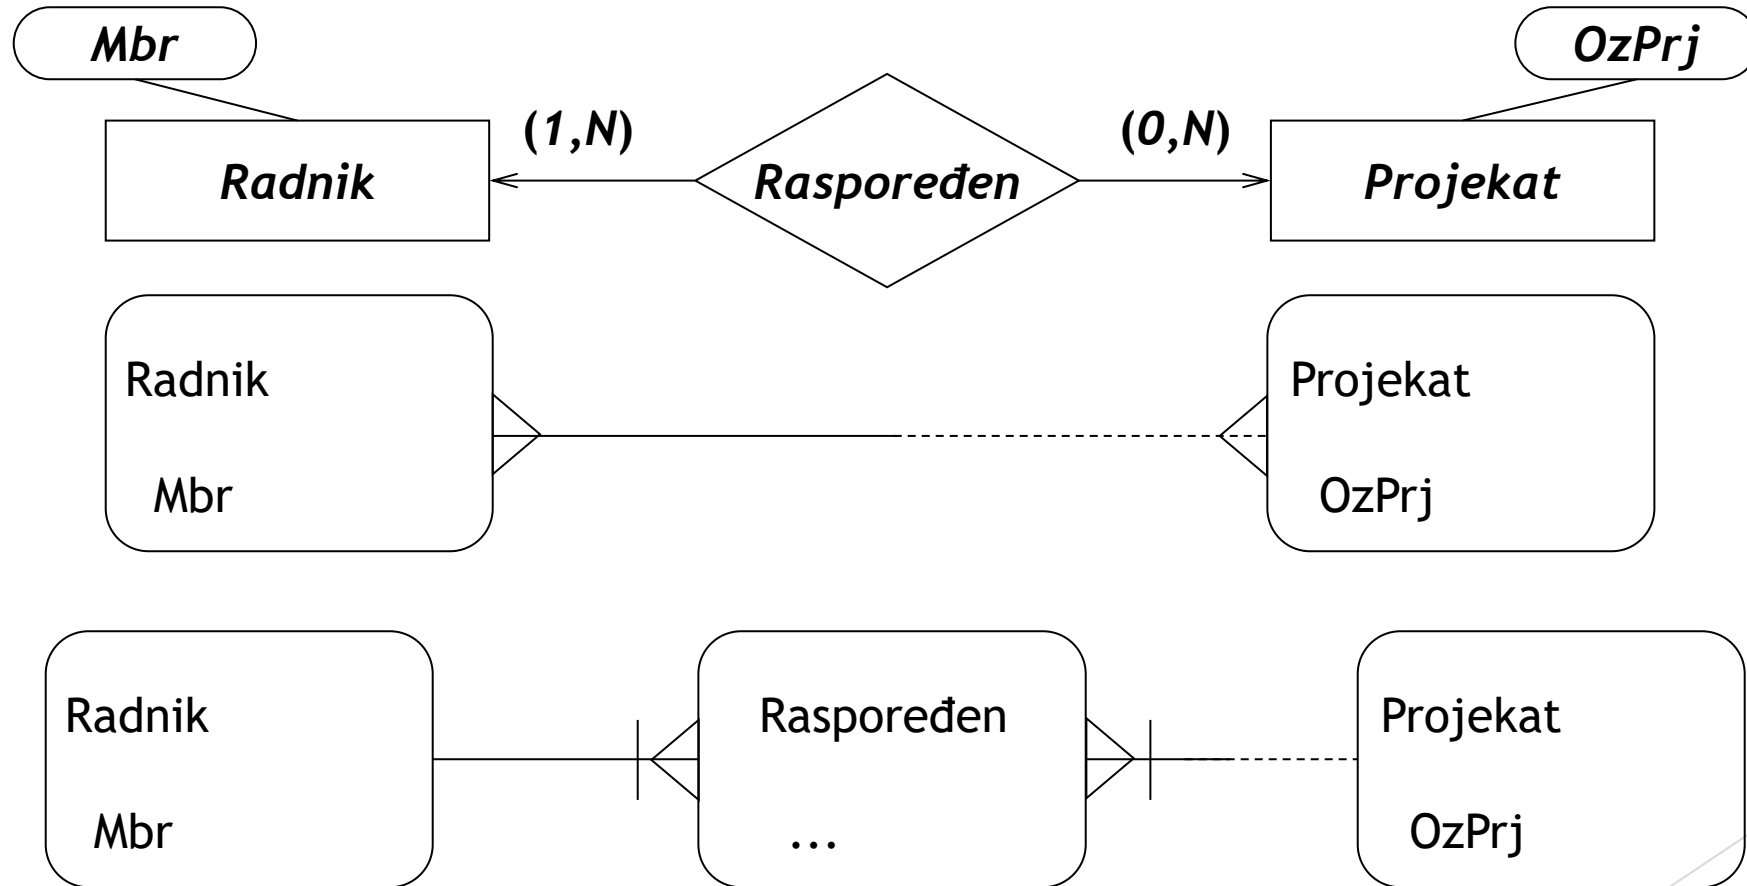 Mbr
OzPrj
(1,N)
(0,N)
Radnik
Raspoređen
Projekat
Radnik
Projekat
Mbr
OzPrj
Radnik
Raspoređen
Projekat
Mbr
...
OzPrj